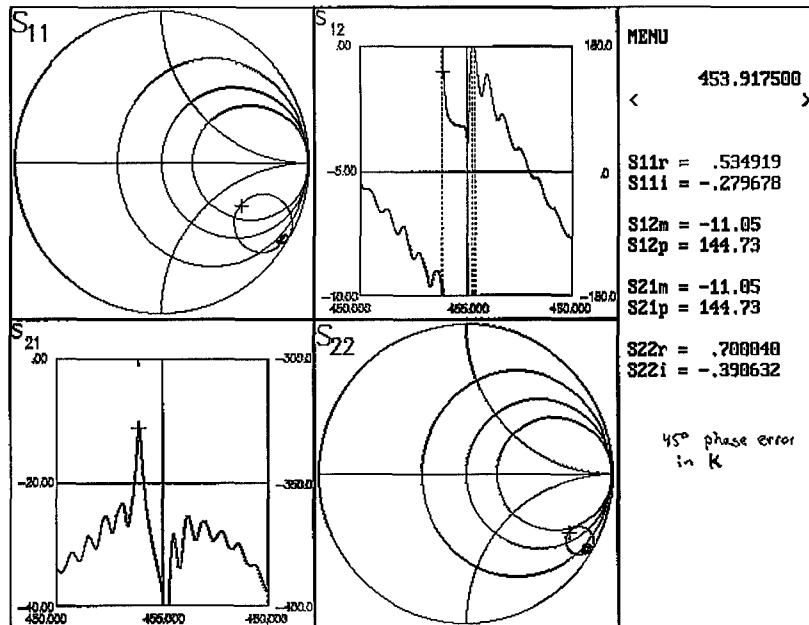 S11
S12
.00
180.0
-5.00
.0
-10.00
-180.0
450.000
455.000
460.000
MENU
453.917500
< >
S11r = .534919
S11i = -.279678
S12m = -11.05
S12p = 144.73
S21m = -11.05
S21p = 144.73
S22r = .700040
S22i = -.390632
45° phase error
in K
S21
.00
-300.0
-20.00
-350.0
-40.00
-400.0
450.000
455.000
460.000
S22